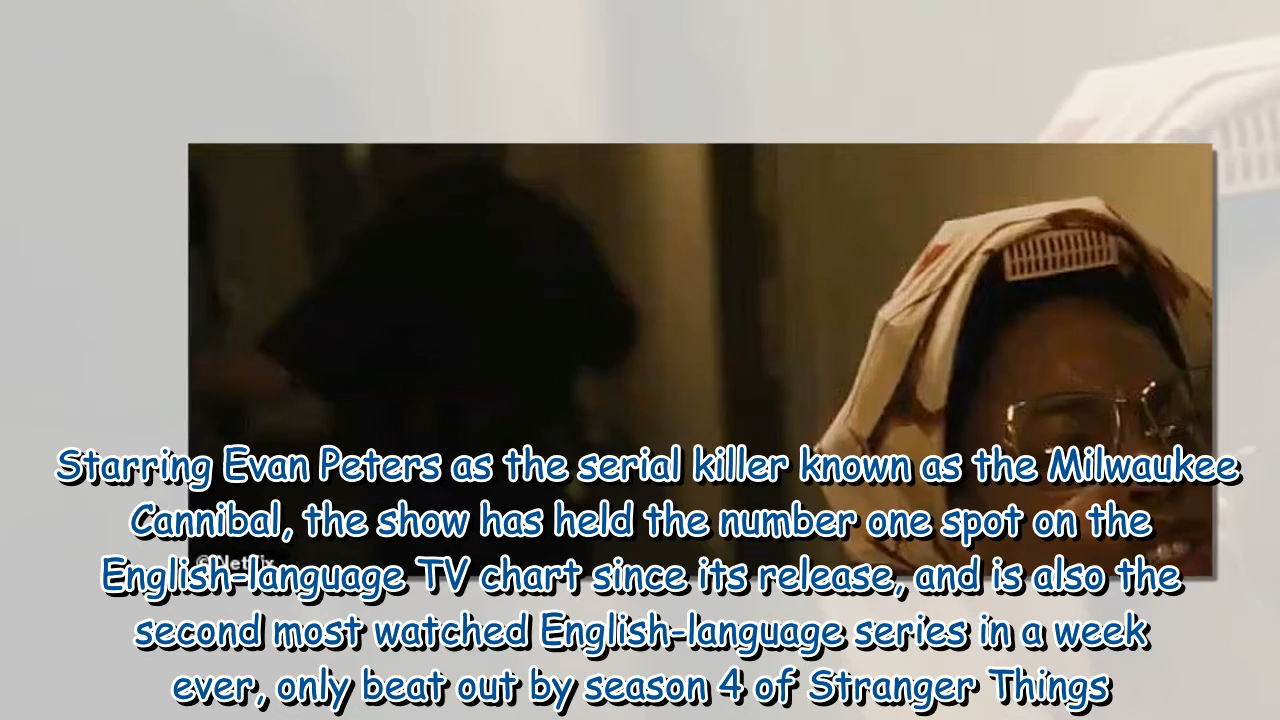 Starring Evan Peters as the serial killer known as the Milwaukee
Cannibal, the show has held the number one spot on the
English-language TV chart since its release, and is also the
second most watched English-language series in a week
ever, only beat out by season 4 of Stranger Things